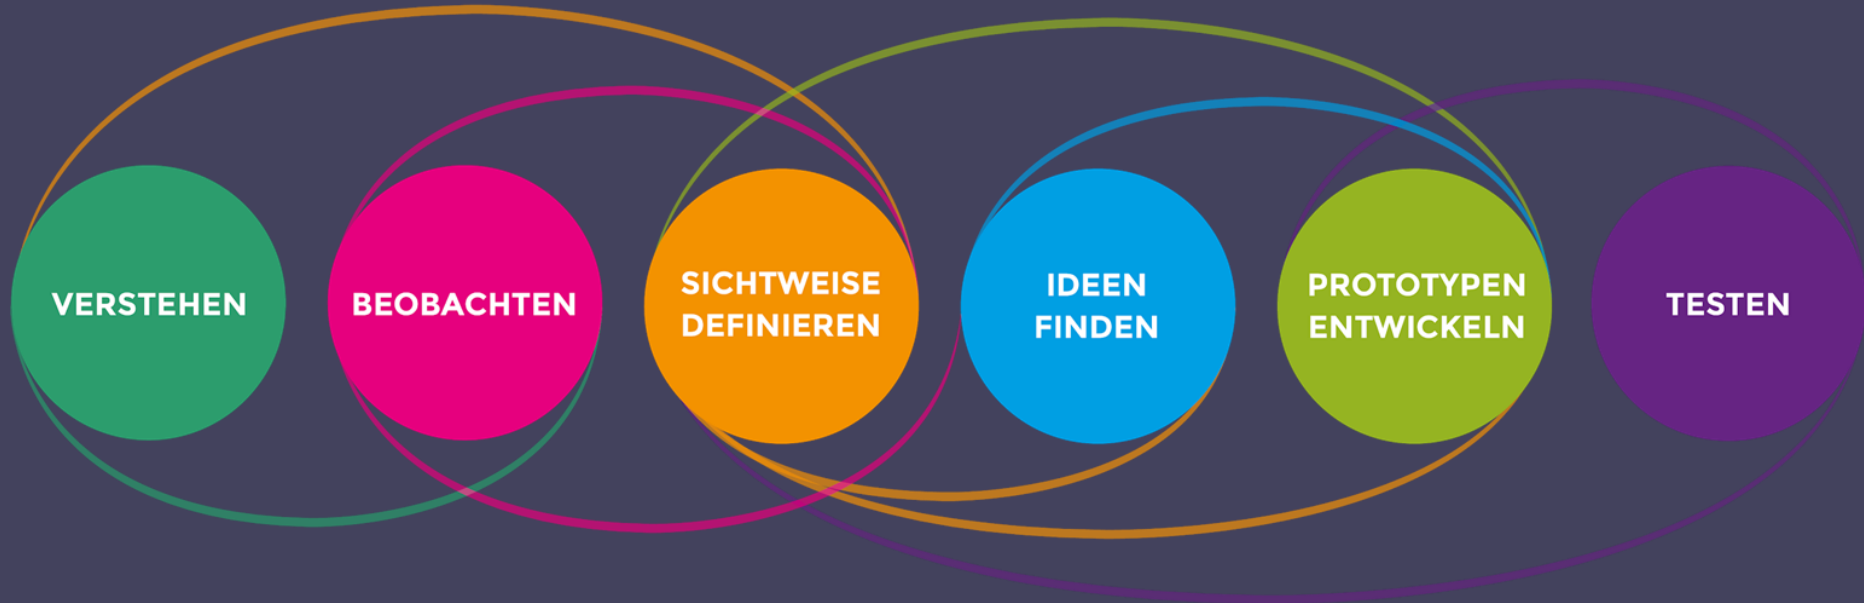 VERSTEHEN
BEOBACHTEN
SICHTWEISE
DEFINIEREN
IDEEN
FINDEN
PROTOTYPEN
ENTWICKELN
TESTEN